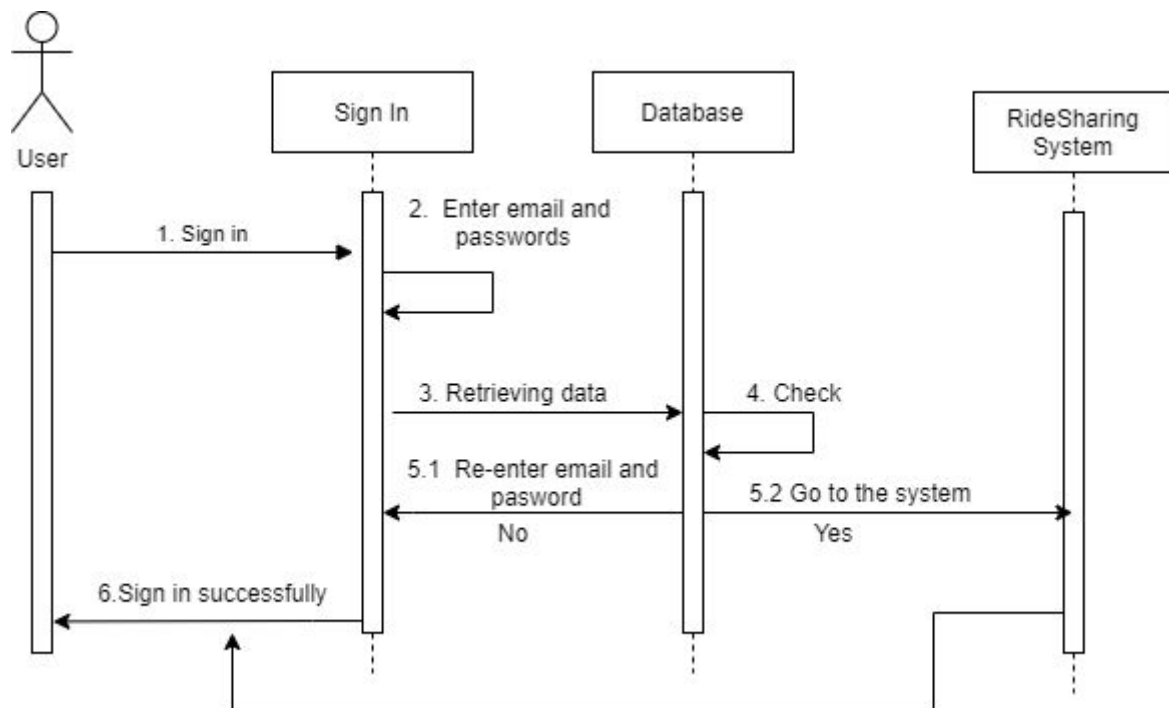 Sign In
Database
RideSharing
System
User
2. Enter email and
passwords
1. Sign in
3. Retrieving data
4. Check
5.1 Re-enter email and
pasword
5.2 Go to the system
No
Yes
6.Sign in successfully